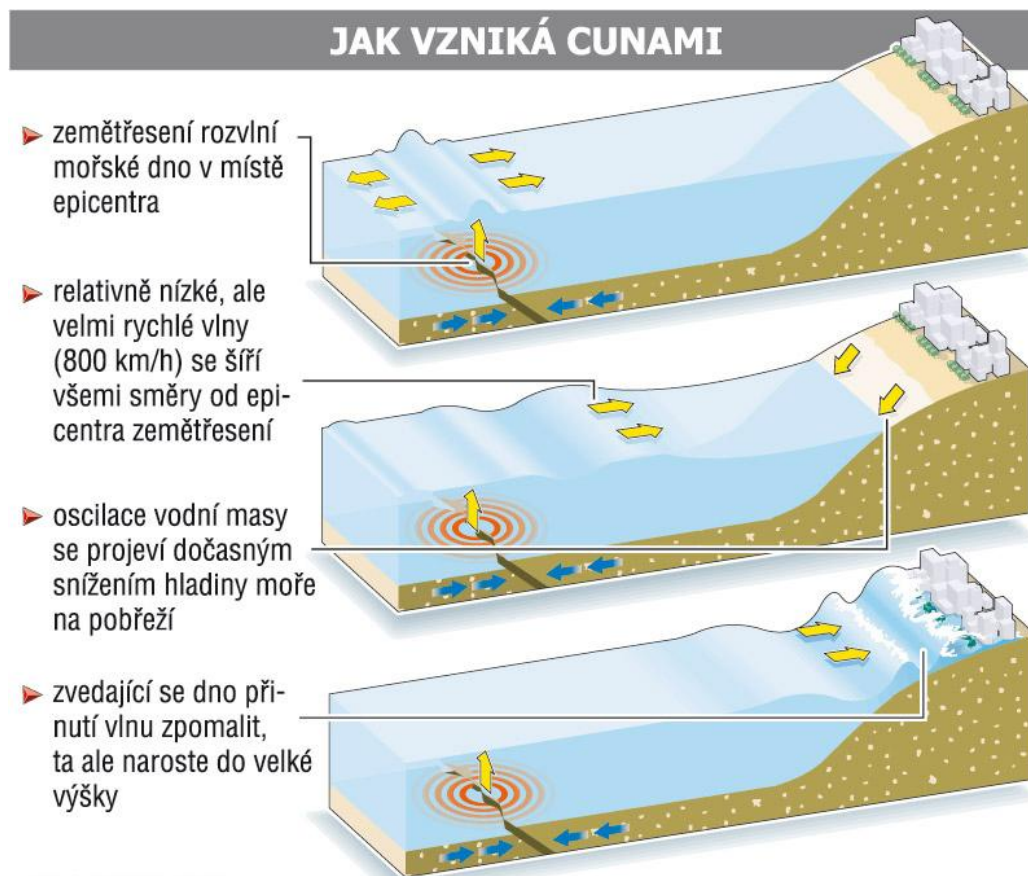 JAK VZNIKÁ CUNAMI
zemětřesení rozvlní
mořské dno v místě
epicentra
relativně nízké, ale
velmi rychlé vlny
(800 km/h) se šíří
všemi směry od epi-
centra zemětřesení
oscilace vodní masy
se projeví dočasným
snížením hladiny moře
na pobřeží
zvedající se dno při-
nutí vlnu zpomalit,
ta ale naroste do velké
výšky